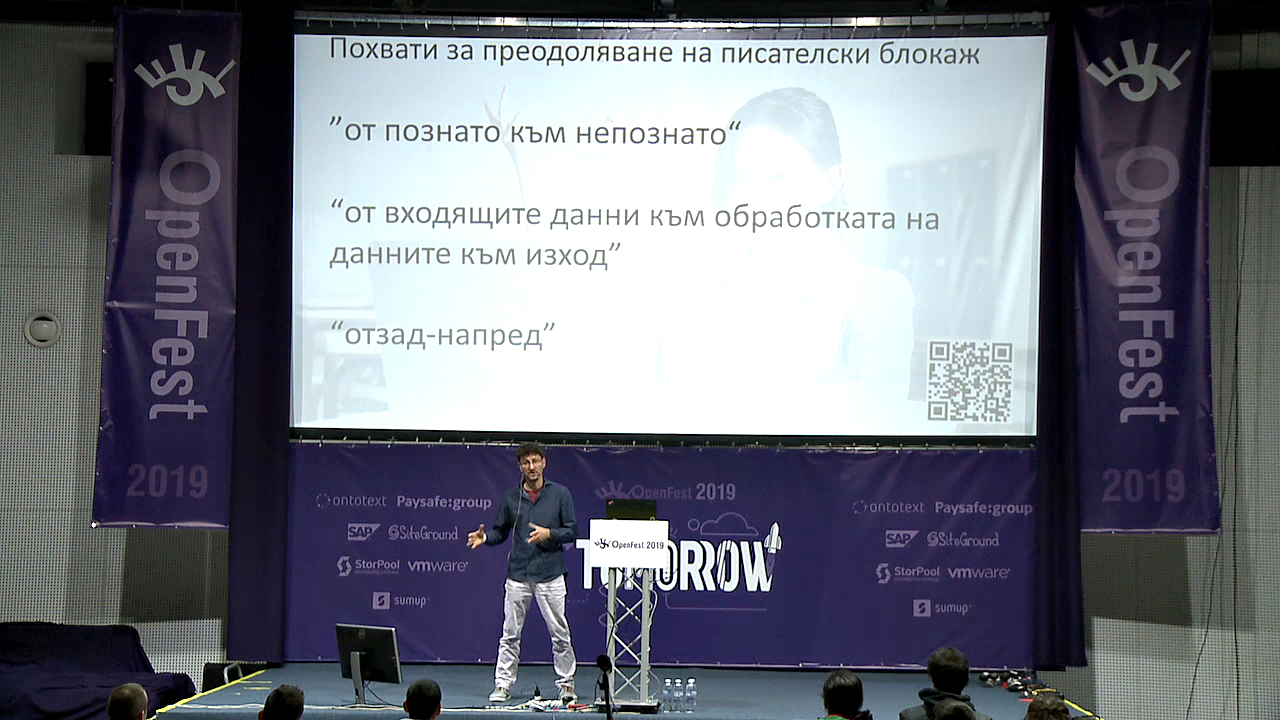 Похвати за преодоляване на писателски блокаж
”от познато към непознато“
“от входящите данни към обработката на
данните към изход”
“отзад-напред”
OpenFest
2019
OpenFest
2019
OpenFest 2019
ontotext Paysafe:group
SAP SiteGround
StorPool vmware
sumup
OpenFest 2019
TOMORROW
ontotext Paysafe:group
SAP SiteGround
StorPool vmware
sumup